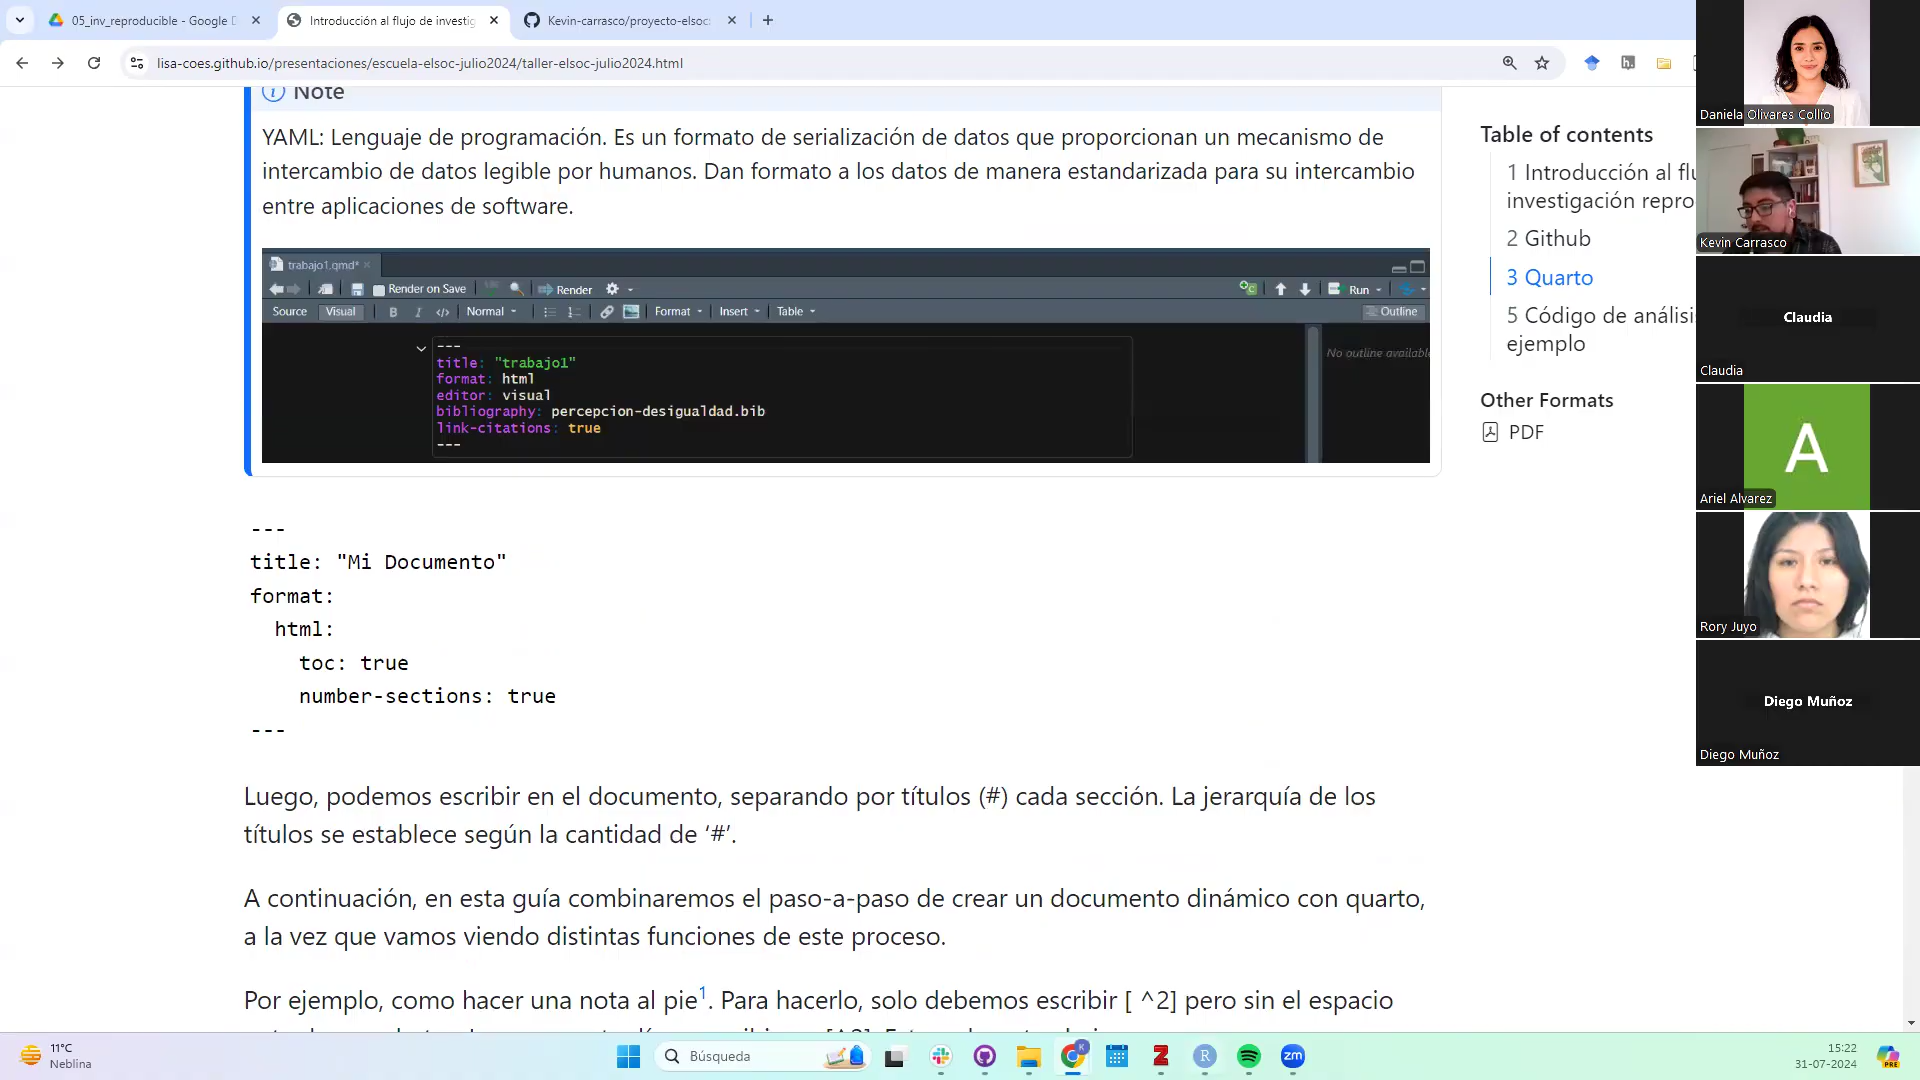 05_inv_reproducible - Google D
Introducción al flujo de investig
Kevin-carrasco/proyecto-elsoc
lisa-coes.github.io/presentaciones/escuela-elsoc-julio2024/taller-elsoc-julio2024.html
Note
YAML: Lenguaje de programación. Es un formato de serialización de datos que proporcionan un mecanismo de
intercambio de datos legible por humanos. Dan formato a los datos de manera estandarizada para su intercambio
entre aplicaciones de software.
trabajo1.qmd*
Render on Save
Render
Run
Source
Visual
B
I
</>
Normal
Format
Insert
Table
Outline
---
title: "trabajo1"
format: html
editor: visual
bibliography: percepcion-desigualdad.bib
link-citations: true
---
No outline available
---
title: "Mi Documento"
format:
html:
toc: true
number-sections: true
---
Luego, podemos escribir en el documento, separando por títulos (#) cada sección. La jerarquía de los
títulos se establece según la cantidad de ‘#’.
A continuación, en esta guía combinaremos el paso-a-paso de crear un documento dinámico con quarto,
a la vez que vamos viendo distintas funciones de este proceso.
Por ejemplo, como hacer una nota al pie1. Para hacerlo, solo debemos escribir [ ^2] pero sin el espacio
Table of contents
1 Introducción al flu
investigación repro
2 Github
3 Quarto
5 Código de análisis
ejemplo
Other Formats
PDF
Daniela Olivares Collío
Kevin Carrasco
Claudia
Claudia
A
Ariel Alvarez
Rory Juyo
Diego Muñoz
Diego Muñoz
11°C
Neblina
Búsqueda
K
Z
R
zm
15:22
31-07-2024
PRE